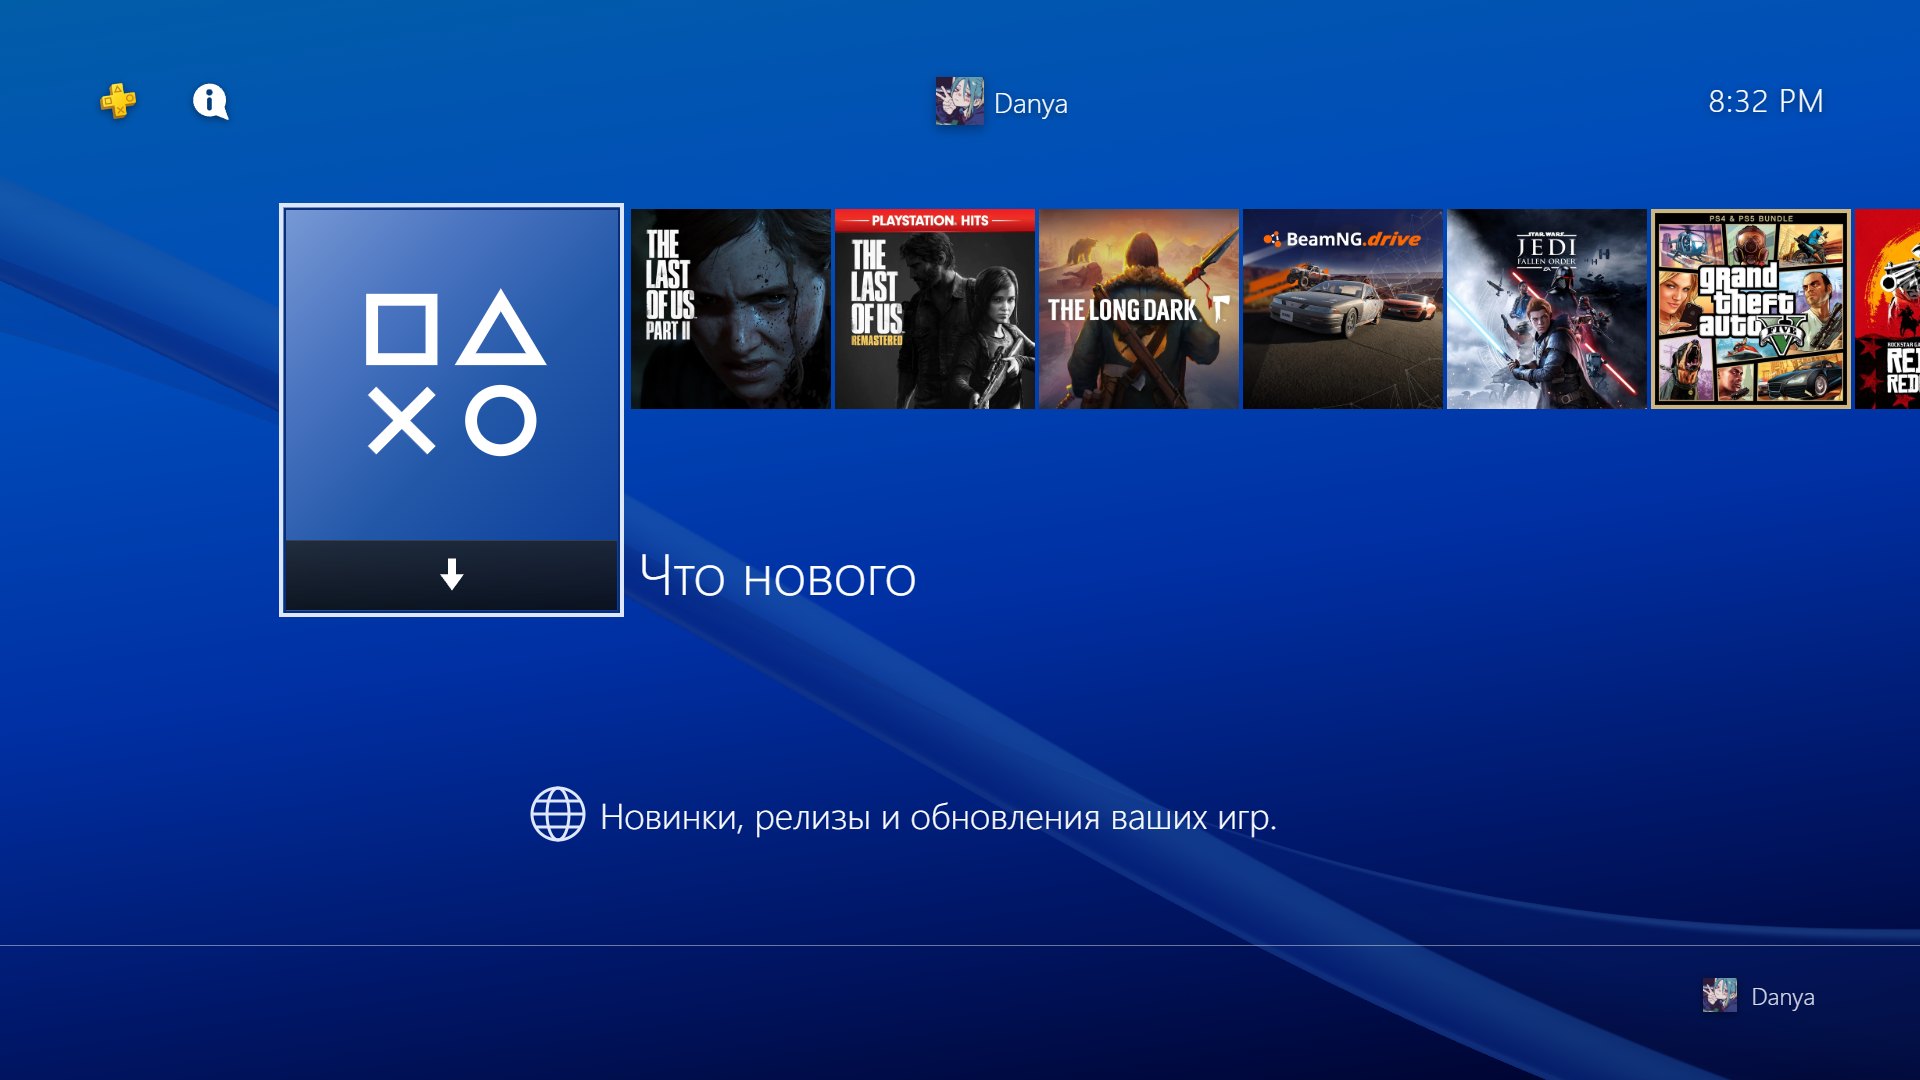 Danya
8:32 PM
THE
LAST
OF US
PART II
PLAYSTATION HITS
THE
LAST
OF US
REMASTERED
THE LONG DARK
BeamNG.drive
STAR WARS
JEDI
FALLEN ORDER
EA
PS4 & PS5 BUNDLE
grand
theft
auto
FIVE
V
Что нового
Новинки, релизы и обновления ваших игр.
Danya